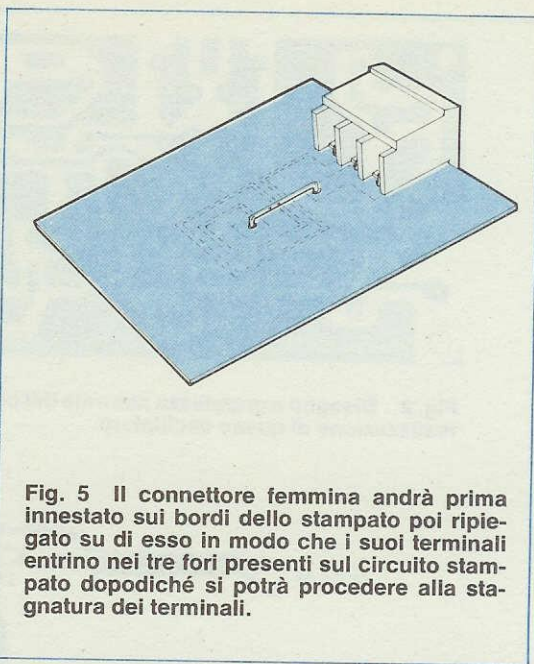 Fig. 5 Il connettore femmina andrà prima
innestato sui bordi dello stampato poi ripie-
gato su di esso in modo che i suoi terminali
entrino nei tre fori presenti sul circuito stam-
pato dopodiché si potrà procedere alla sta-
gnatura dei terminali.